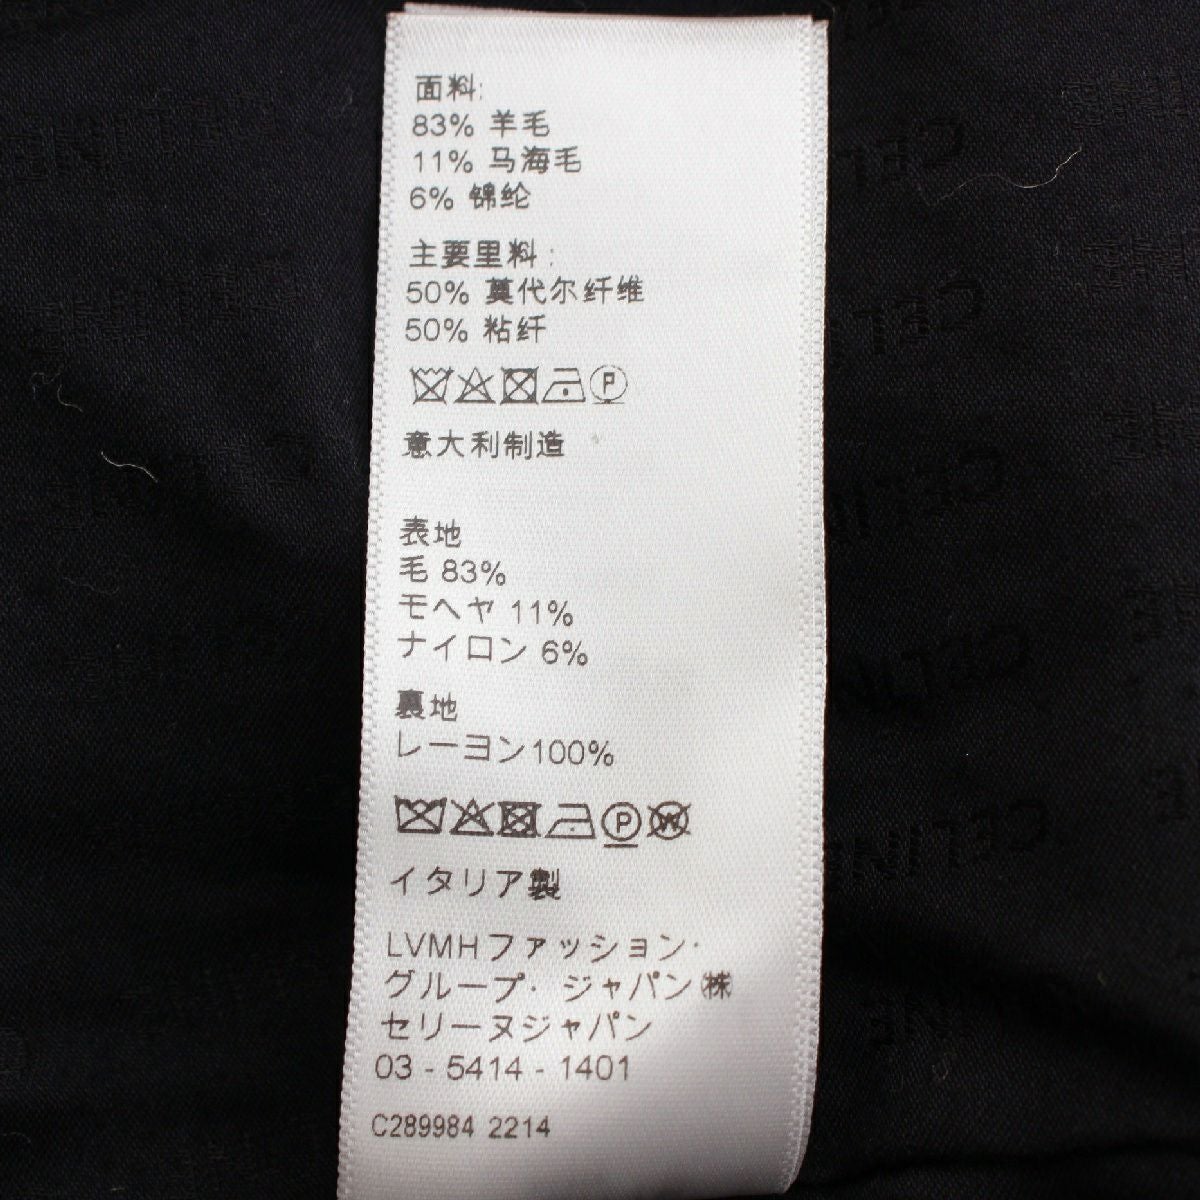 面料:
83% 羊毛
11% 马海毛
6% 锦纶
主要里料:
50% 莫代尔纤维
50% 粘纤
P
意大利制造
表地
毛 83%
モヘヤ 11%
ナイロン 6%
裏地
レーヨン100%
P W
イタリア製
LVMHファッション・
グループ・ジャパン㈱
セリーヌジャパン
03 - 5414 - 1401
C289984 2214